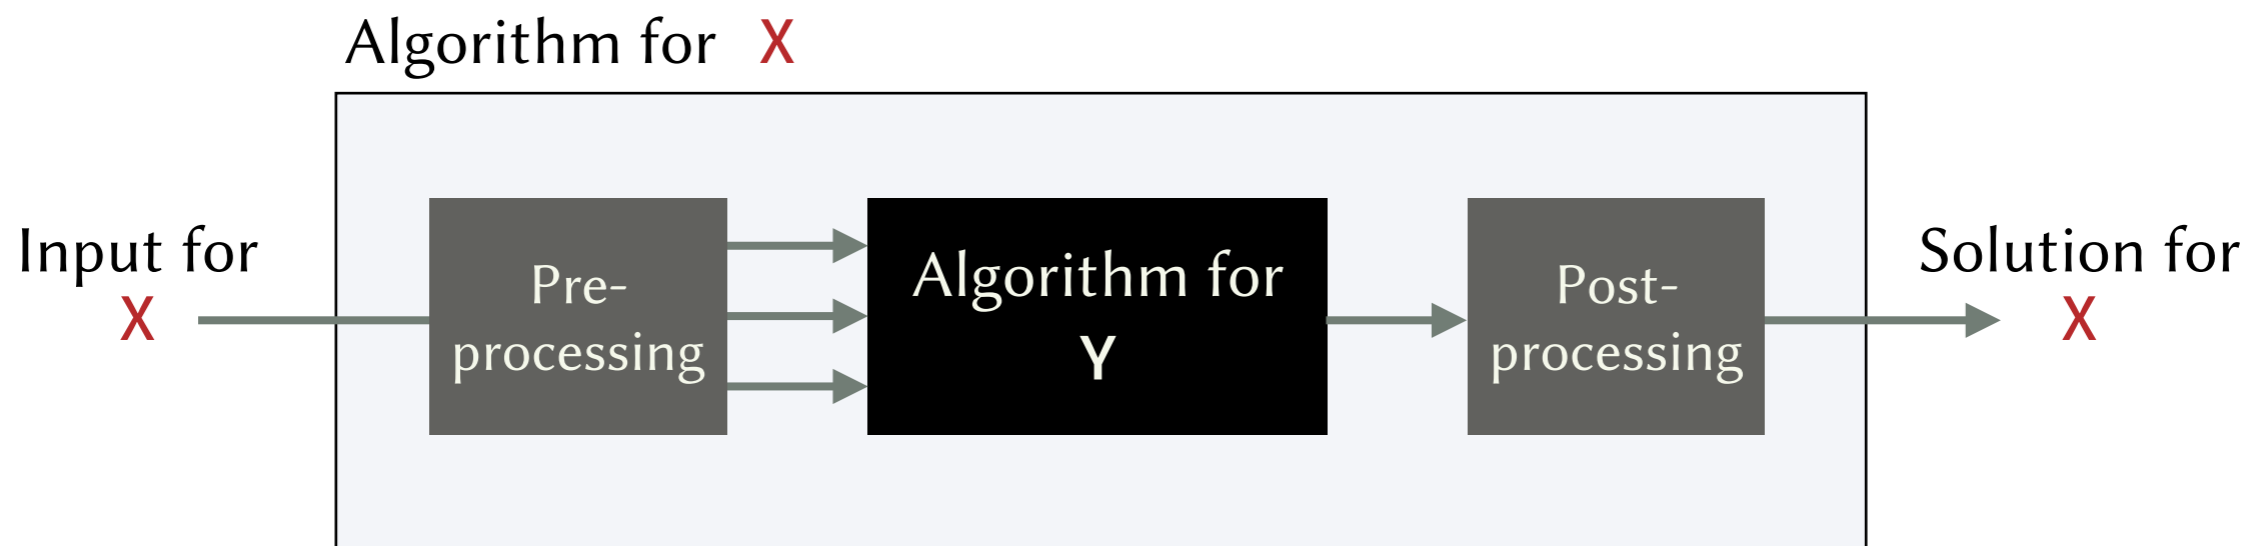 Algorithm for X
Input for
X
Pre-
processing
Algorithm for
Y
Post-
processing
Solution for
X